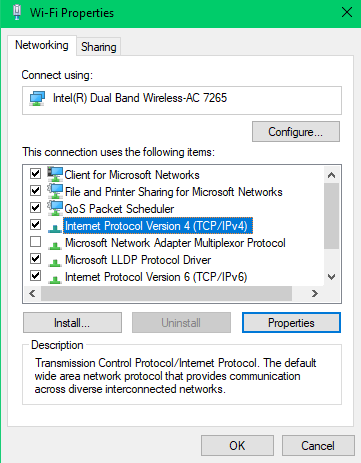 Wi-Fi Properties
Networking
Sharing
Connect using:
Intel(R) Dual Band Wireless-AC 7265
Configure...
This connection uses the following items:
Client for Microsoft Networks
File and Printer Sharing for Microsoft Networks
QoS Packet Scheduler
Internet Protocol Version 4 (TCP/IPv4)
Microsoft Network Adapter Multiplexor Protocol
Microsoft LLDP Protocol Driver
Internet Protocol Version 6 (TCP/IPv6)
Install...
Uninstall
Properties
Description
Transmission Control Protocol/Internet Protocol. The default
wide area network protocol that provides communication
across diverse interconnected networks.
OK
Cancel